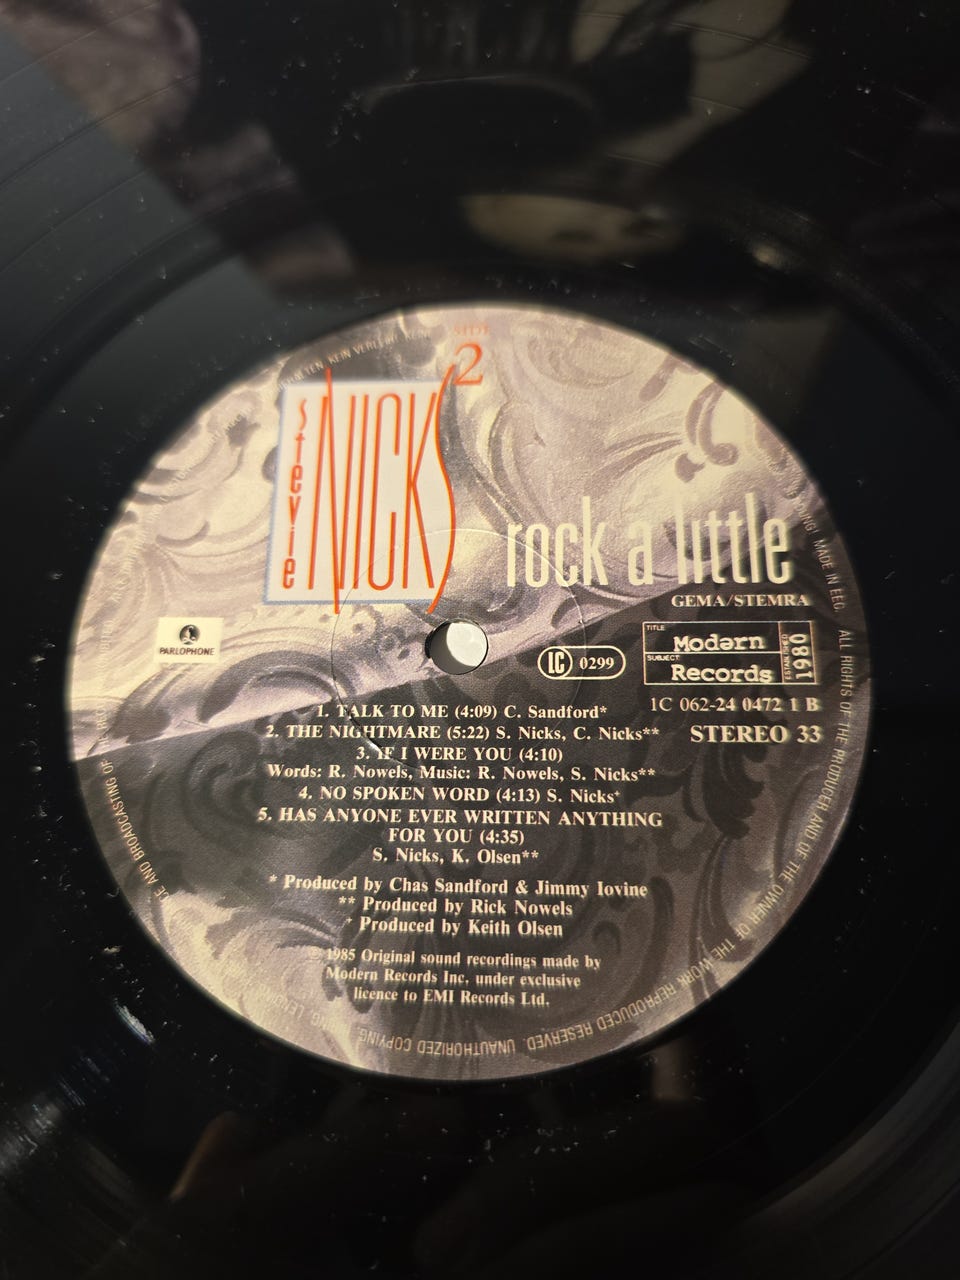 SIDE
2
stevie
NICKS
rock a little
GEMA/STEMRA
PARLOPHONE
LC 0299
TITLE
Modern
SUBJECT
Records
ESTABLISHED
1980
1. TALK TO ME (4:09) C. Sandford*
1C 062-24 0472 1 B
2. THE NIGHTMARE (5:22) S. Nicks, C. Nicks**
STEREO 33
3. IF I WERE YOU (4:10)
Words: R. Nowels, Music: R. Nowels, S. Nicks**
4. NO SPOKEN WORD (4:13) S. Nicks+
5. HAS ANYONE EVER WRITTEN ANYTHING
FOR YOU (4:35)
S. Nicks, K. Olsen**
* Produced by Chas Sandford & Jimmy Iovine
** Produced by Rick Nowels
+ Produced by Keith Olsen
℗ 1985 Original sound recordings made by
Modern Records Inc. under exclusive
licence to EMI Records Ltd.
KEIN VERLEIH! KEINE
MADE IN EEC. ALL RIGHTS OF THE PRODUCER AND OF THE OWNER OF THE WORK REPRODUCED RESERVED. UNAUTHORIZED COPYING, AND BROADCASTING OF